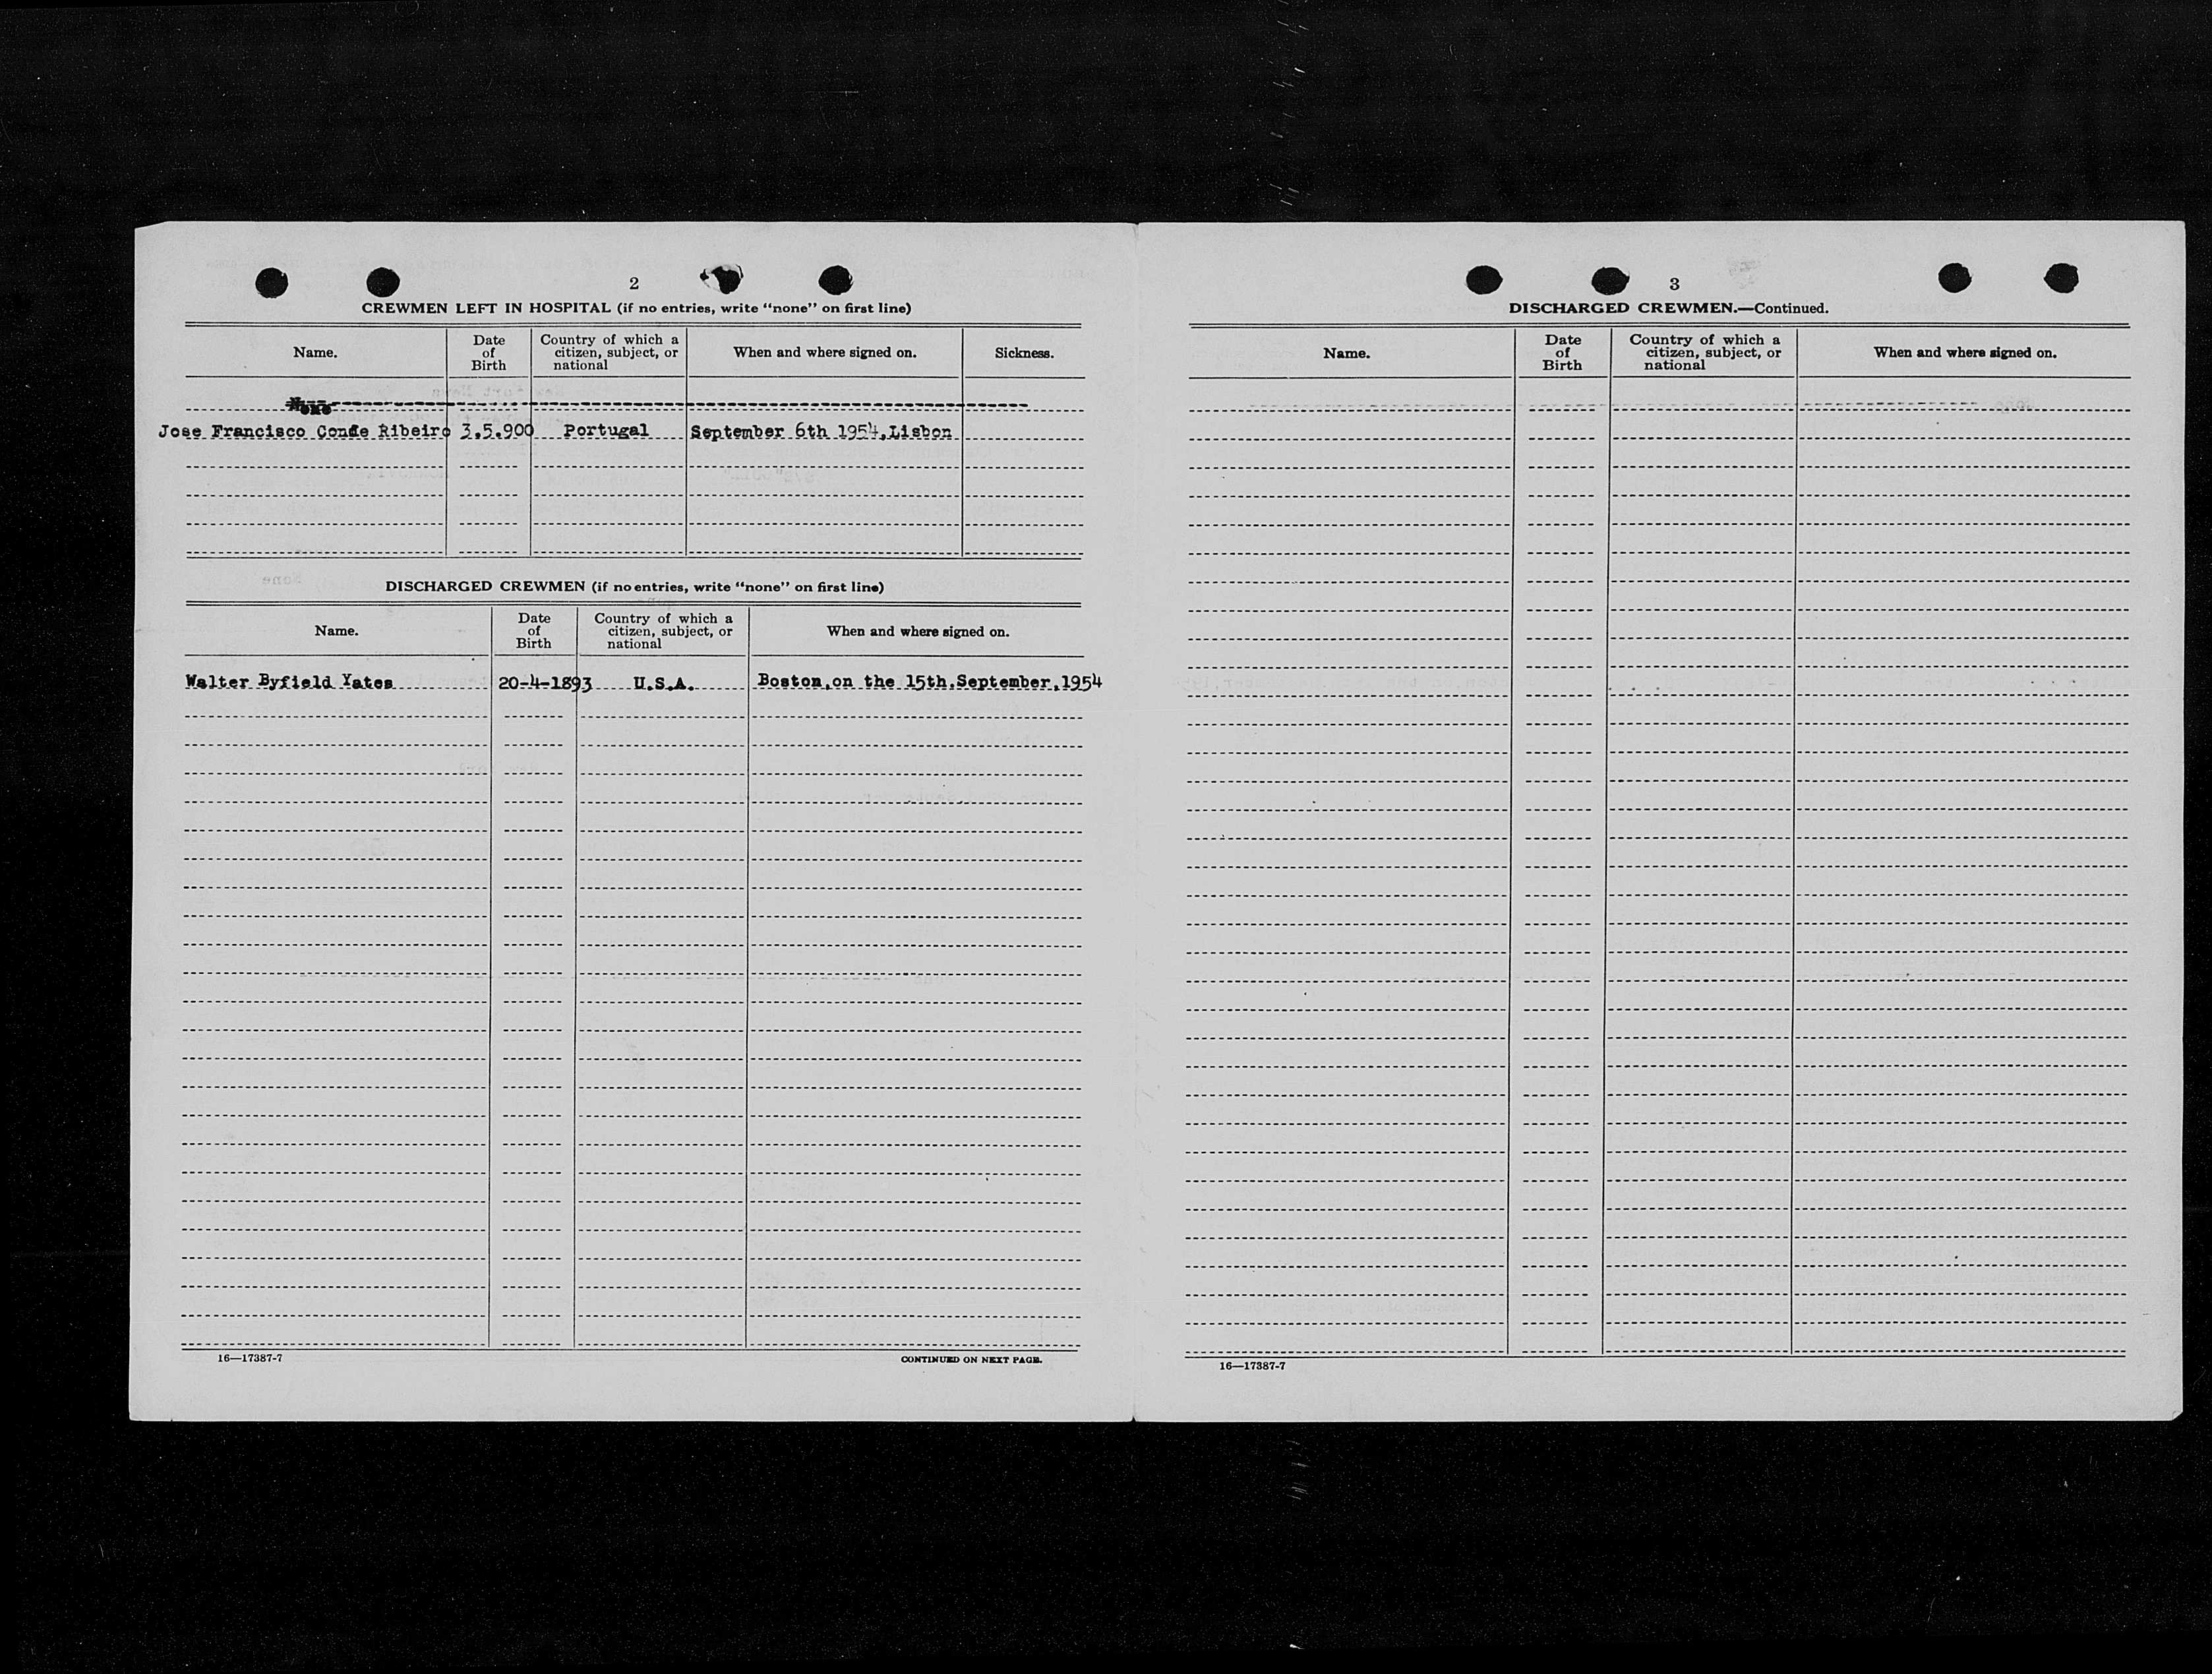 2
CREWMEN LEFT IN HOSPITAL (if no entries, write "none" on first line)
Name. Date of Birth Country of which a citizen, subject, or national When and where signed on. Sickness.
None
Jose Francisco Conde Ribeiro 3.5.900 Portugal September 6th 1954,Lisbon
DISCHARGED CREWMEN (if no entries, write "none" on first line)
Name. Date of Birth Country of which a citizen, subject, or national When and where signed on.
Walter Byfield Yates 20-4-1893 U.S.A. Boston,on the 15th.September,1954
16—17387-7 CONTINUED ON NEXT PAGE.
3
DISCHARGED CREWMEN.—Continued.
Name. Date of Birth Country of which a citizen, subject, or national When and where signed on.
16—17387-7